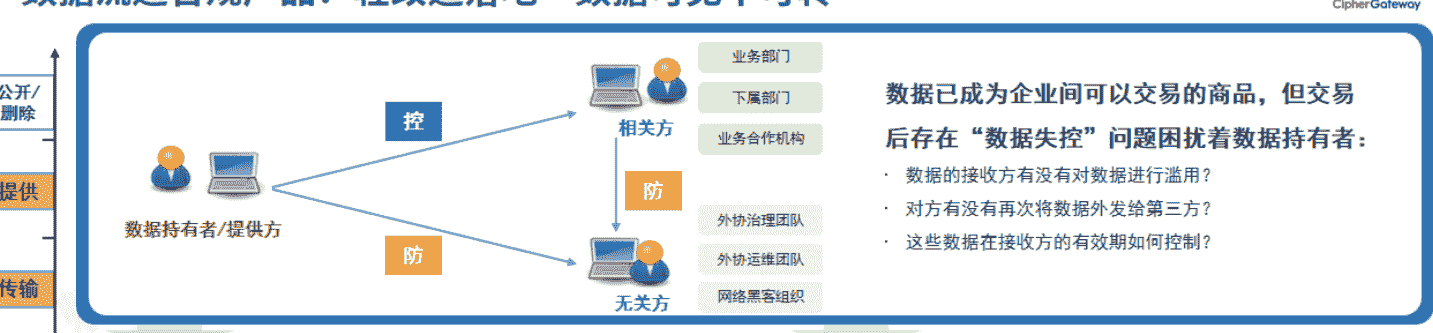 CipherGateway
公开/
删除
提供
传输
控
防
防
数据持有者/提供方
相关方
无关方
业务部门
下属部门
业务合作机构
外协治理团队
外协运维团队
网络黑客组织
数据已成为企业间可以交易的商品，但交易
后存在“数据失控”问题困扰着数据持有者：
· 数据的接收方有没有对数据进行滥用？
· 对方有没有再次将数据外发给第三方？
· 这些数据在接收方的有效期如何控制？